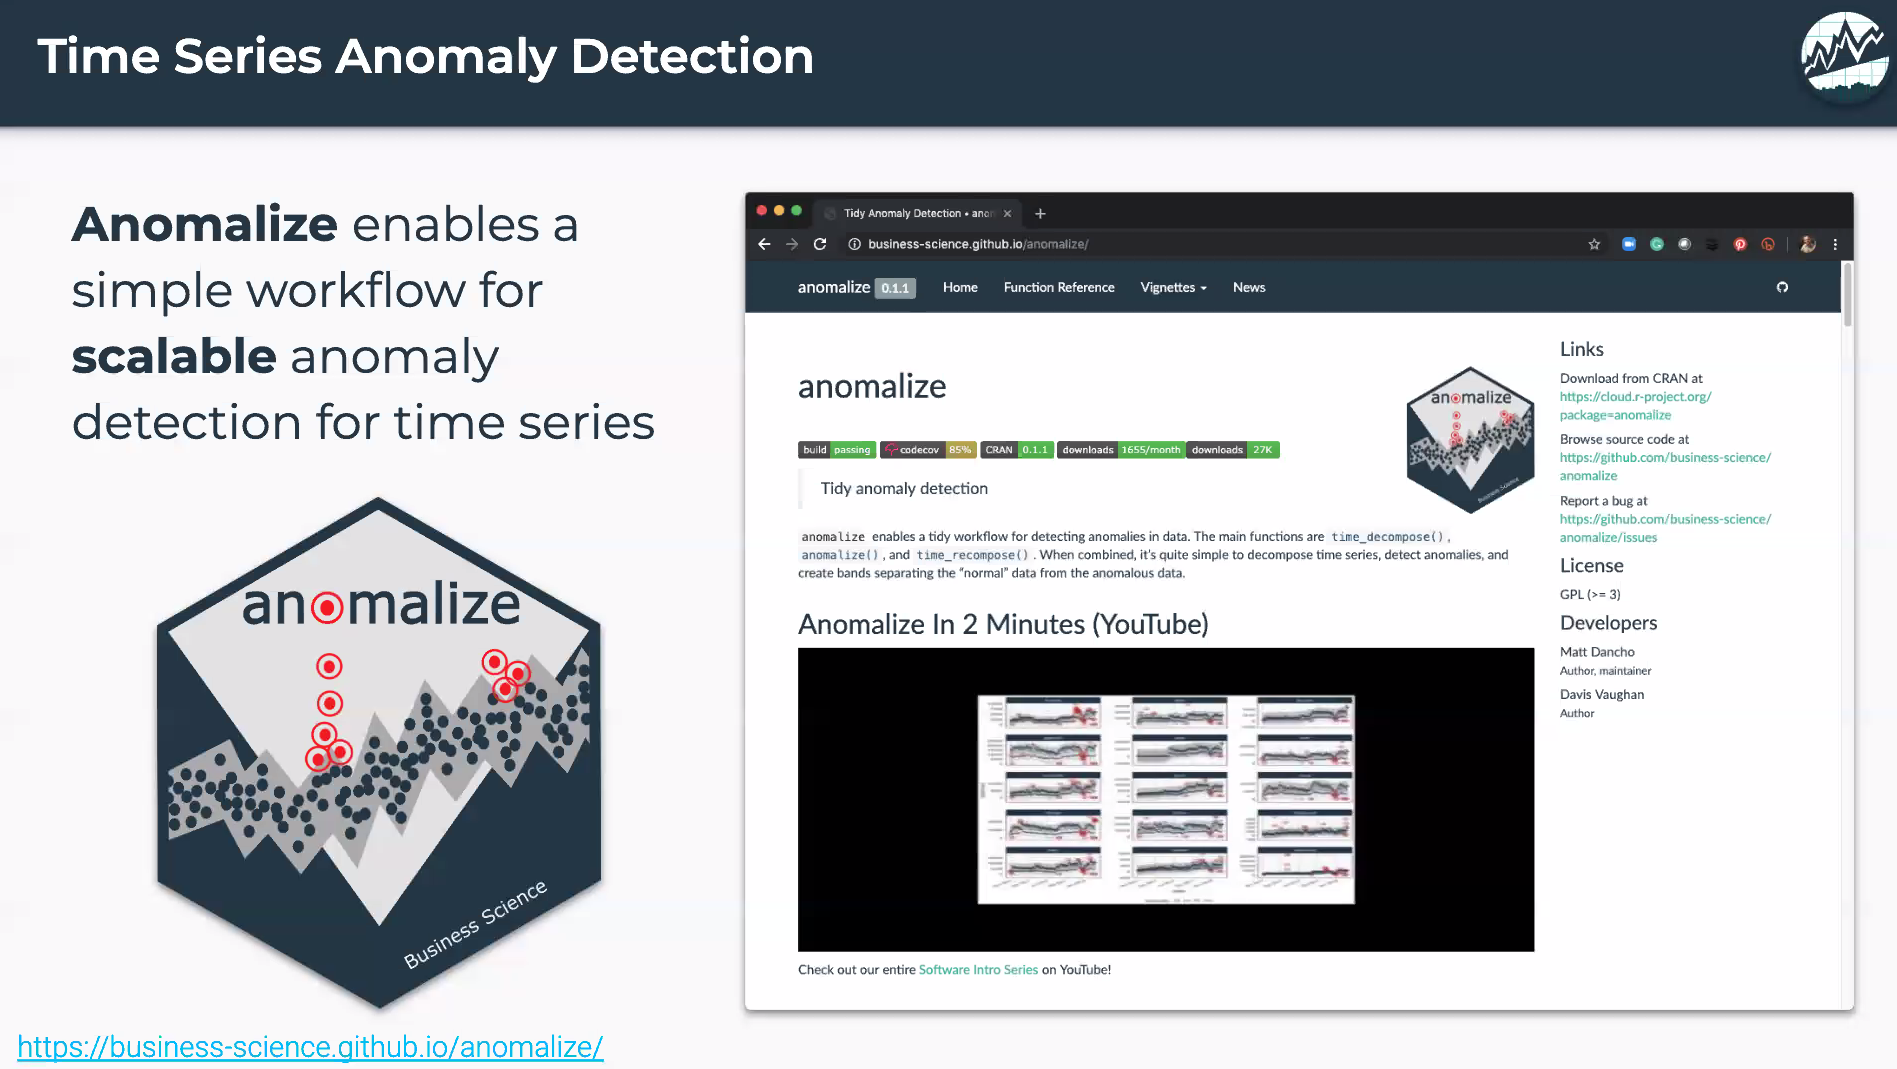 Time Series Anomaly Detection
Anomalize enables a
simple workflow for
scalable anomaly
detection for time series
anomalize
Business Science
https://business-science.github.io/anomalize/
Tidy Anomaly Detection • anor
business-science.github.io/anomalize/
anomalize 0.1.1 Home Function Reference Vignettes News
anomalize
build passing codecov 85% CRAN 0.1.1 downloads 1655/month downloads 27K
Tidy anomaly detection
anomalize enables a tidy workflow for detecting anomalies in data. The main functions are time_decompose(),
anomalize(), and time_recompose(). When combined, it's quite simple to decompose time series, detect anomalies, and
create bands separating the “normal” data from the anomalous data.
anomalize
Business Science
Anomalize In 2 Minutes (YouTube)
Check out our entire Software Intro Series on YouTube!
Links
Download from CRAN at
https://cloud.r-project.org/
package=anomalize
Browse source code at
https://github.com/business-science/
anomalize
Report a bug at
https://github.com/business-science/
anomalize/issues
License
GPL (>= 3)
Developers
Matt Dancho
Author, maintainer
Davis Vaughan
Author